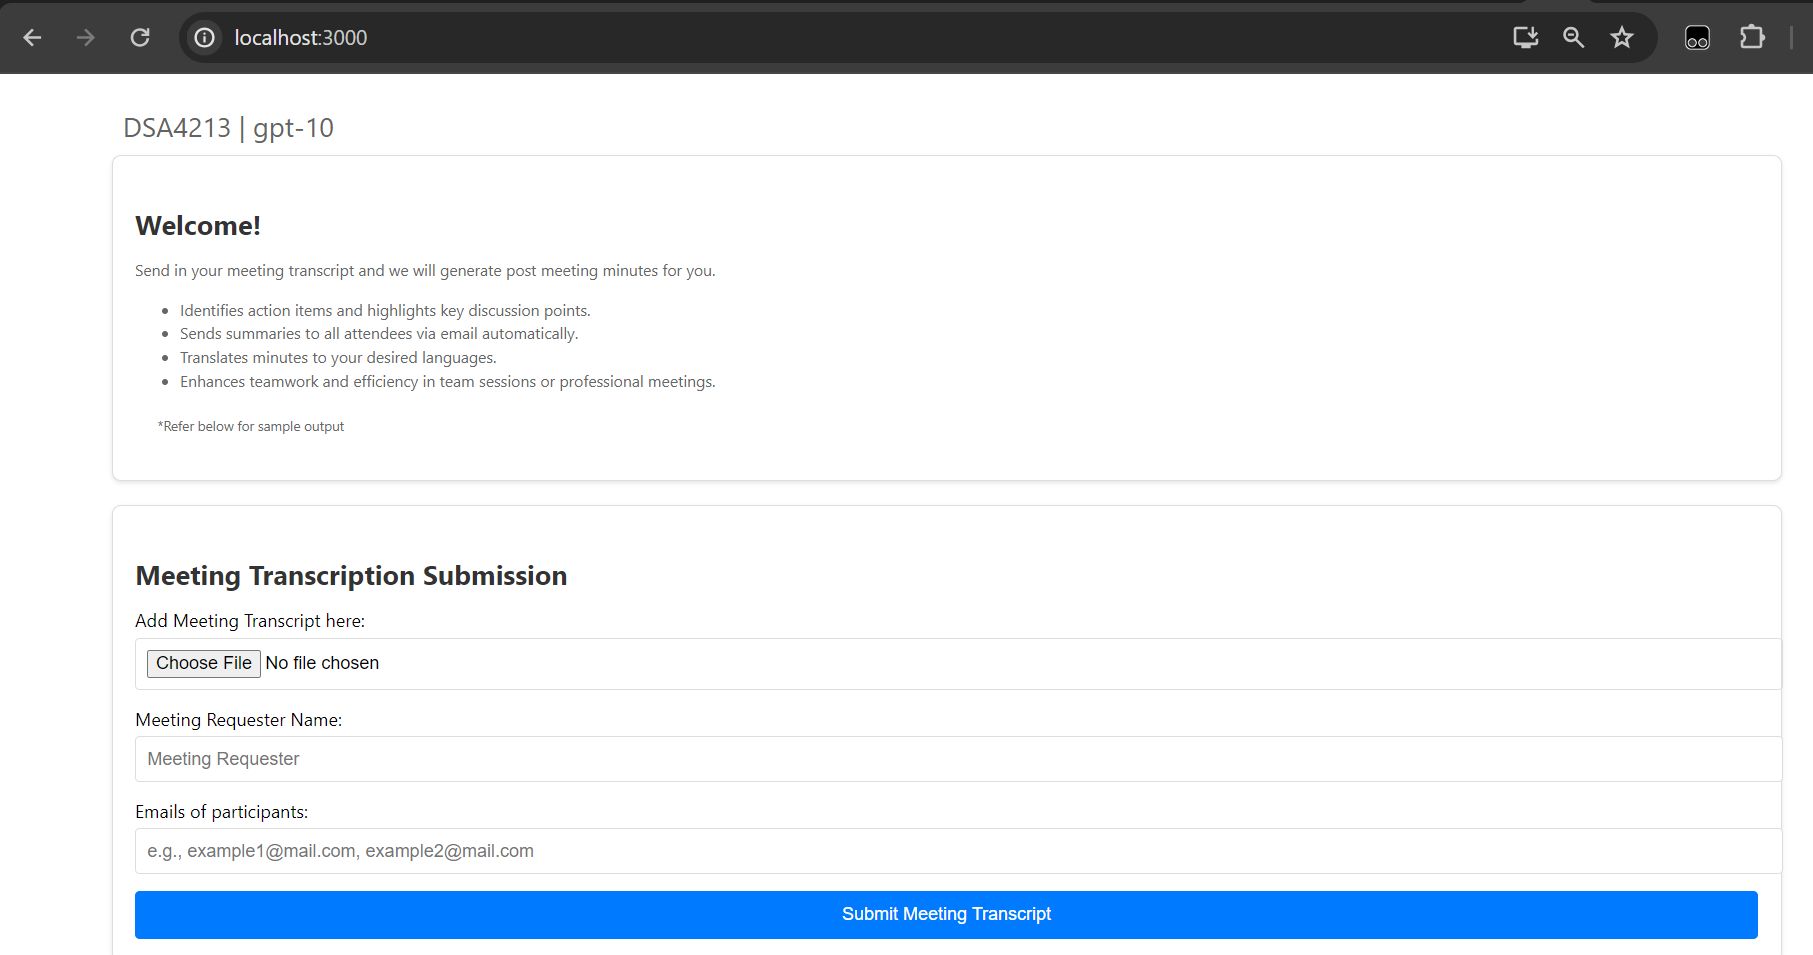 localhost:3000
DSA4213 | gpt-10
Welcome!
Send in your meeting transcript and we will generate post meeting minutes for you.
• Identifies action items and highlights key discussion points.
• Sends summaries to all attendees via email automatically.
• Translates minutes to your desired languages.
• Enhances teamwork and efficiency in team sessions or professional meetings.
*Refer below for sample output
Meeting Transcription Submission
Add Meeting Transcript here:
Choose File No file chosen
Meeting Requester Name:
Meeting Requester
Emails of participants:
e.g., example1@mail.com, example2@mail.com
Submit Meeting Transcript